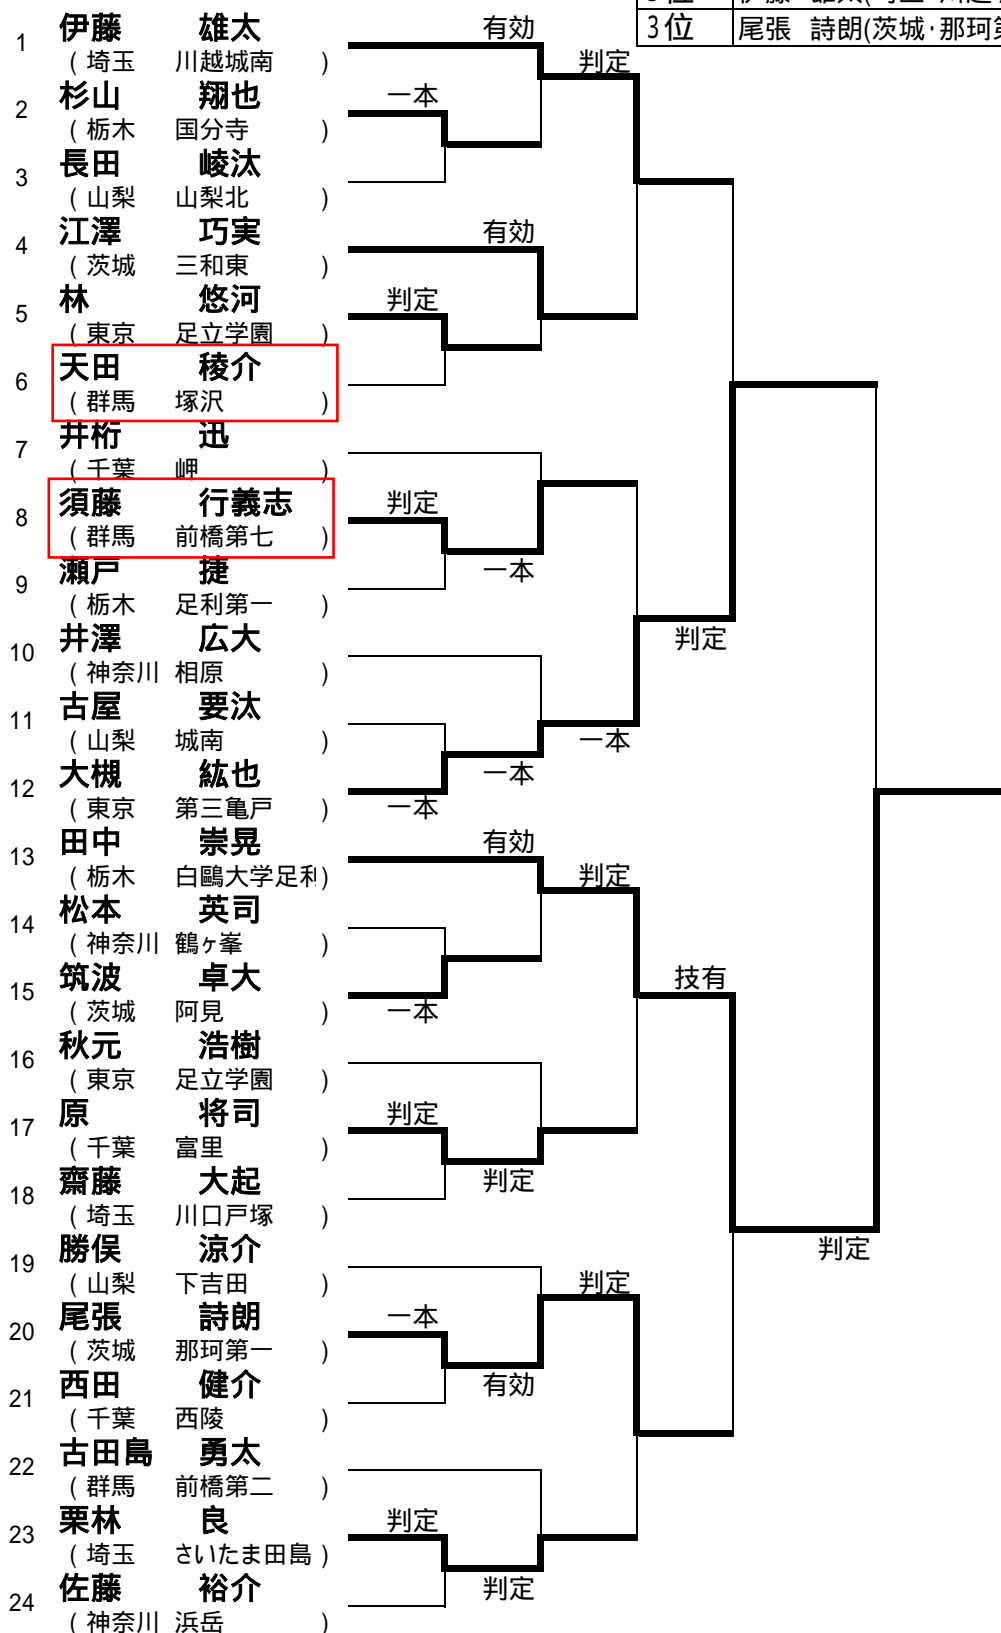 3位 尾張 詩朗(茨城·那珂第
1 伊藤 雄太 有効
(埼玉 川越城南 ) 判定
2 杉山 翔也 一本
(栃木 国分寺 )
3 長田 崚汰
(山梨 山梨北 )
4 江澤 巧実 有効
(茨城 三和東 )
5 林 悠河 判定
(東京 足立学園 )
6 天田 稜介
(群馬 塚沢 )
7 井桁 迅
(千葉 岬 )
8 須藤 行義志 判定
(群馬 前橋第七 )
9 瀬戸 捷 一本
(栃木 足利第一 )
10 井澤 広大 判定
(神奈川 相原 )
11 古屋 要汰
(山梨 城南 ) 一本
12 大槻 紘也 一本
(東京 第三亀戸 ) 一本
13 田中 崇晃 有効
(栃木 白鷗大学足利) 判定
14 松本 英司
(神奈川 鶴ヶ峯 )
15 筑波 卓大 技有
(茨城 阿見 ) 一本
16 秋元 浩樹
(東京 足立学園 )
17 原 将司 判定
(千葉 富里 )
18 齋藤 大起 判定
(埼玉 川口戸塚 )
19 勝俣 涼介 判定
(山梨 下吉田 ) 判定
20 尾張 詩朗 一本
(茨城 那珂第一 )
21 西田 健介 有効
(千葉 西陵 )
22 古田島 勇太
(群馬 前橋第二 )
23 栗林 良 判定
(埼玉 さいたま田島)
24 佐藤 裕介 判定
(神奈川 浜岳 )